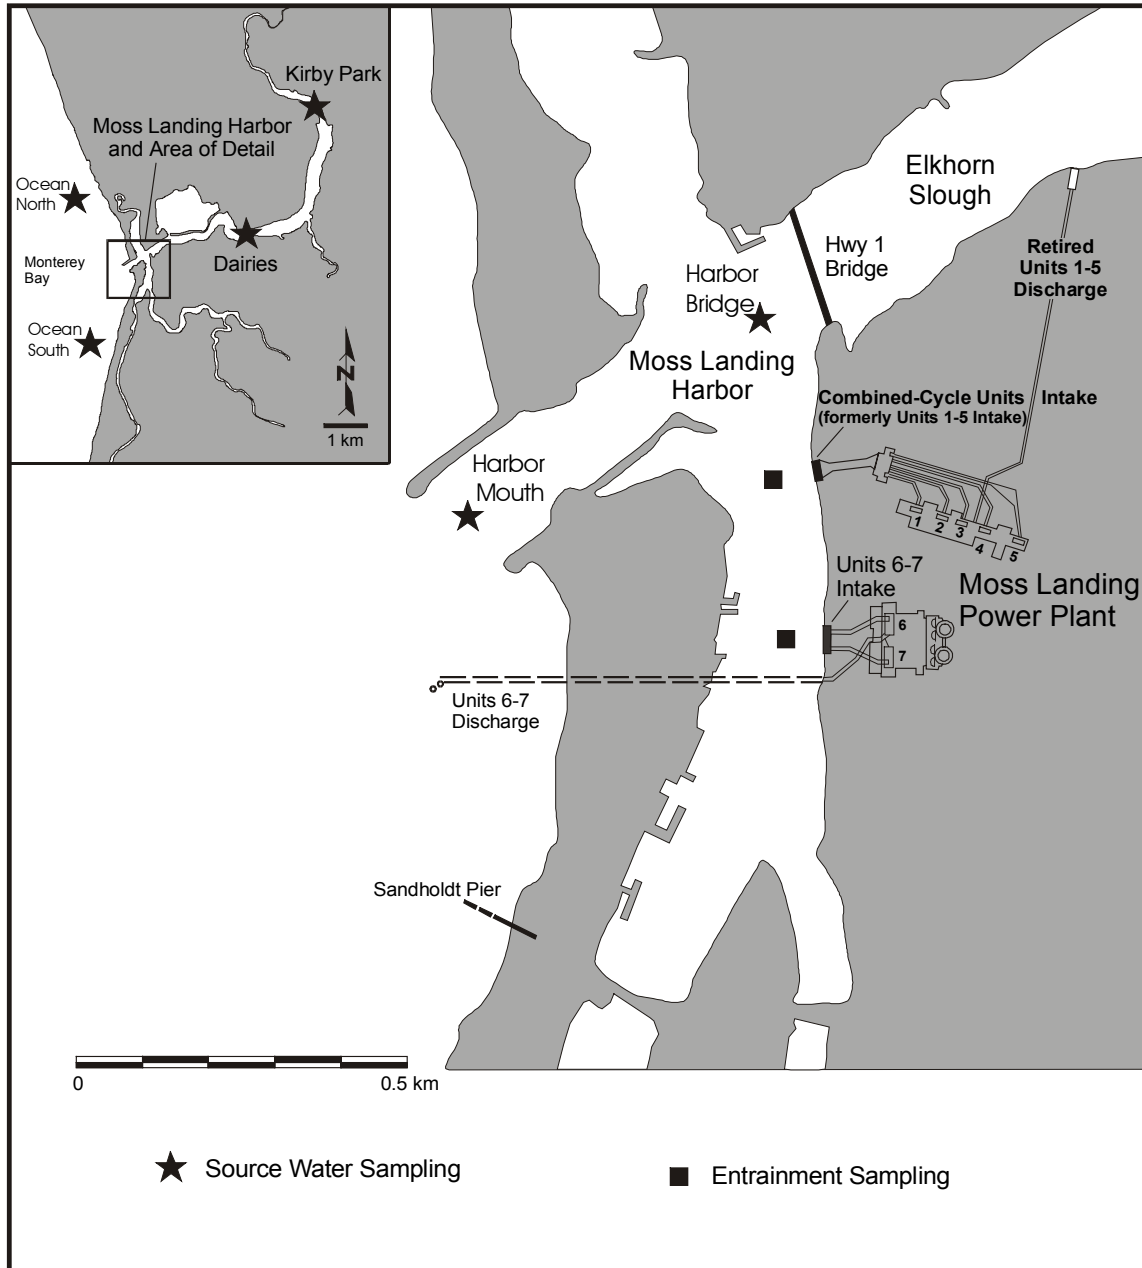 Kirby Park
Moss Landing Harbor
and Area of Detail
Ocean
North
Dairies
Monterey
Bay
Ocean
South
N
1 km
Elkhorn
Slough
Hwy 1
Bridge
Retired
Units 1-5
Discharge
Harbor
Bridge
Moss Landing
Harbor
Combined-Cycle Units Intake
(formerly Units 1-5 Intake)
Harbor
Mouth
1
2
3
4
5
Units 6-7
Intake
Moss Landing
Power Plant
6
7
Units 6-7
Discharge
Sandholdt Pier
0
0.5 km
Source Water Sampling
Entrainment Sampling